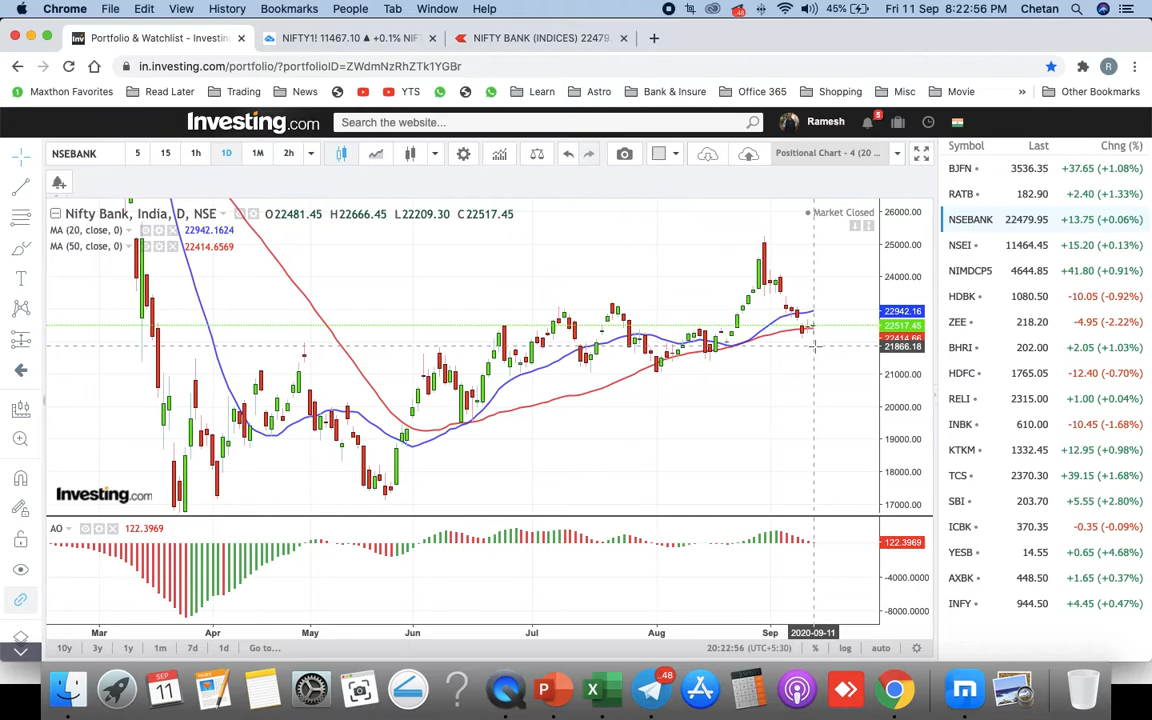 Chrome File Edit View History Bookmarks People Tab Window Help 48 45% Fri 11 Sep 8:22:56 PM Chetan
Inv Portfolio & Watchlist - Investin NIFTY1! 11467.10 ▲ +0.1% NIFT NIFTY BANK (INDICES) 22479.
in.investing.com/portfolio/?portfolioID=ZWdmNzRhZTk1YGBr R
1 Maxthon Favorites Read Later Trading News YTS Learn Astro Bank & Insure Office 365 Shopping Misc Movie » Other Bookmarks
Investing.com Search the website... Ramesh 5
NSEBANK 5 15 1h 1D 1M 2h Positional Chart - 4 (20 ...
Symbol Last Chng (%)
Nifty Bank, India, D, NSE O22481.45 H22666.45 L22209.30 C22517.45
MA (20, close, 0) 22942.1624
MA (50, close, 0) 22414.6569
Market Closed
26000.00
25000.00
24000.00
22942.16
22517.45
22414.66
21866.18
21000.00
20000.00
19000.00
18000.00
17000.00
Investing.com
AO 122.3969
122.3969
-4000.0000
-8000.0000
Mar Apr May Jun Jul Aug Sep 2020-09-11
10y 3y 1y 1m 7d 1d Go to... 20:22:56 (UTC+5:30) % log auto
BJFN 3536.35 +37.65 (+1.08%)
RATB 182.90 +2.40 (+1.33%)
NSEBANK 22479.95 +13.75 (+0.06%)
NSEI 11464.45 +15.20 (+0.13%)
NIMDCP5 4644.85 +41.80 (+0.91%)
HDBK 1080.50 -10.05 (-0.92%)
ZEE 218.20 -4.95 (-2.22%)
BHRI 202.00 +2.05 (+1.03%)
HDFC 1765.05 -12.40 (-0.70%)
RELI 2315.00 +1.00 (+0.04%)
INBK 610.00 -10.45 (-1.68%)
KTKM 1332.45 +12.95 (+0.98%)
TCS 2370.30 +39.15 (+1.68%)
SBI 203.70 +5.55 (+2.80%)
ICBK 370.35 -0.35 (-0.09%)
YESB 14.55 +0.65 (+4.68%)
AXBK 448.50 +1.65 (+0.37%)
INFY 944.50 +4.45 (+0.47%)
SEP
11
48